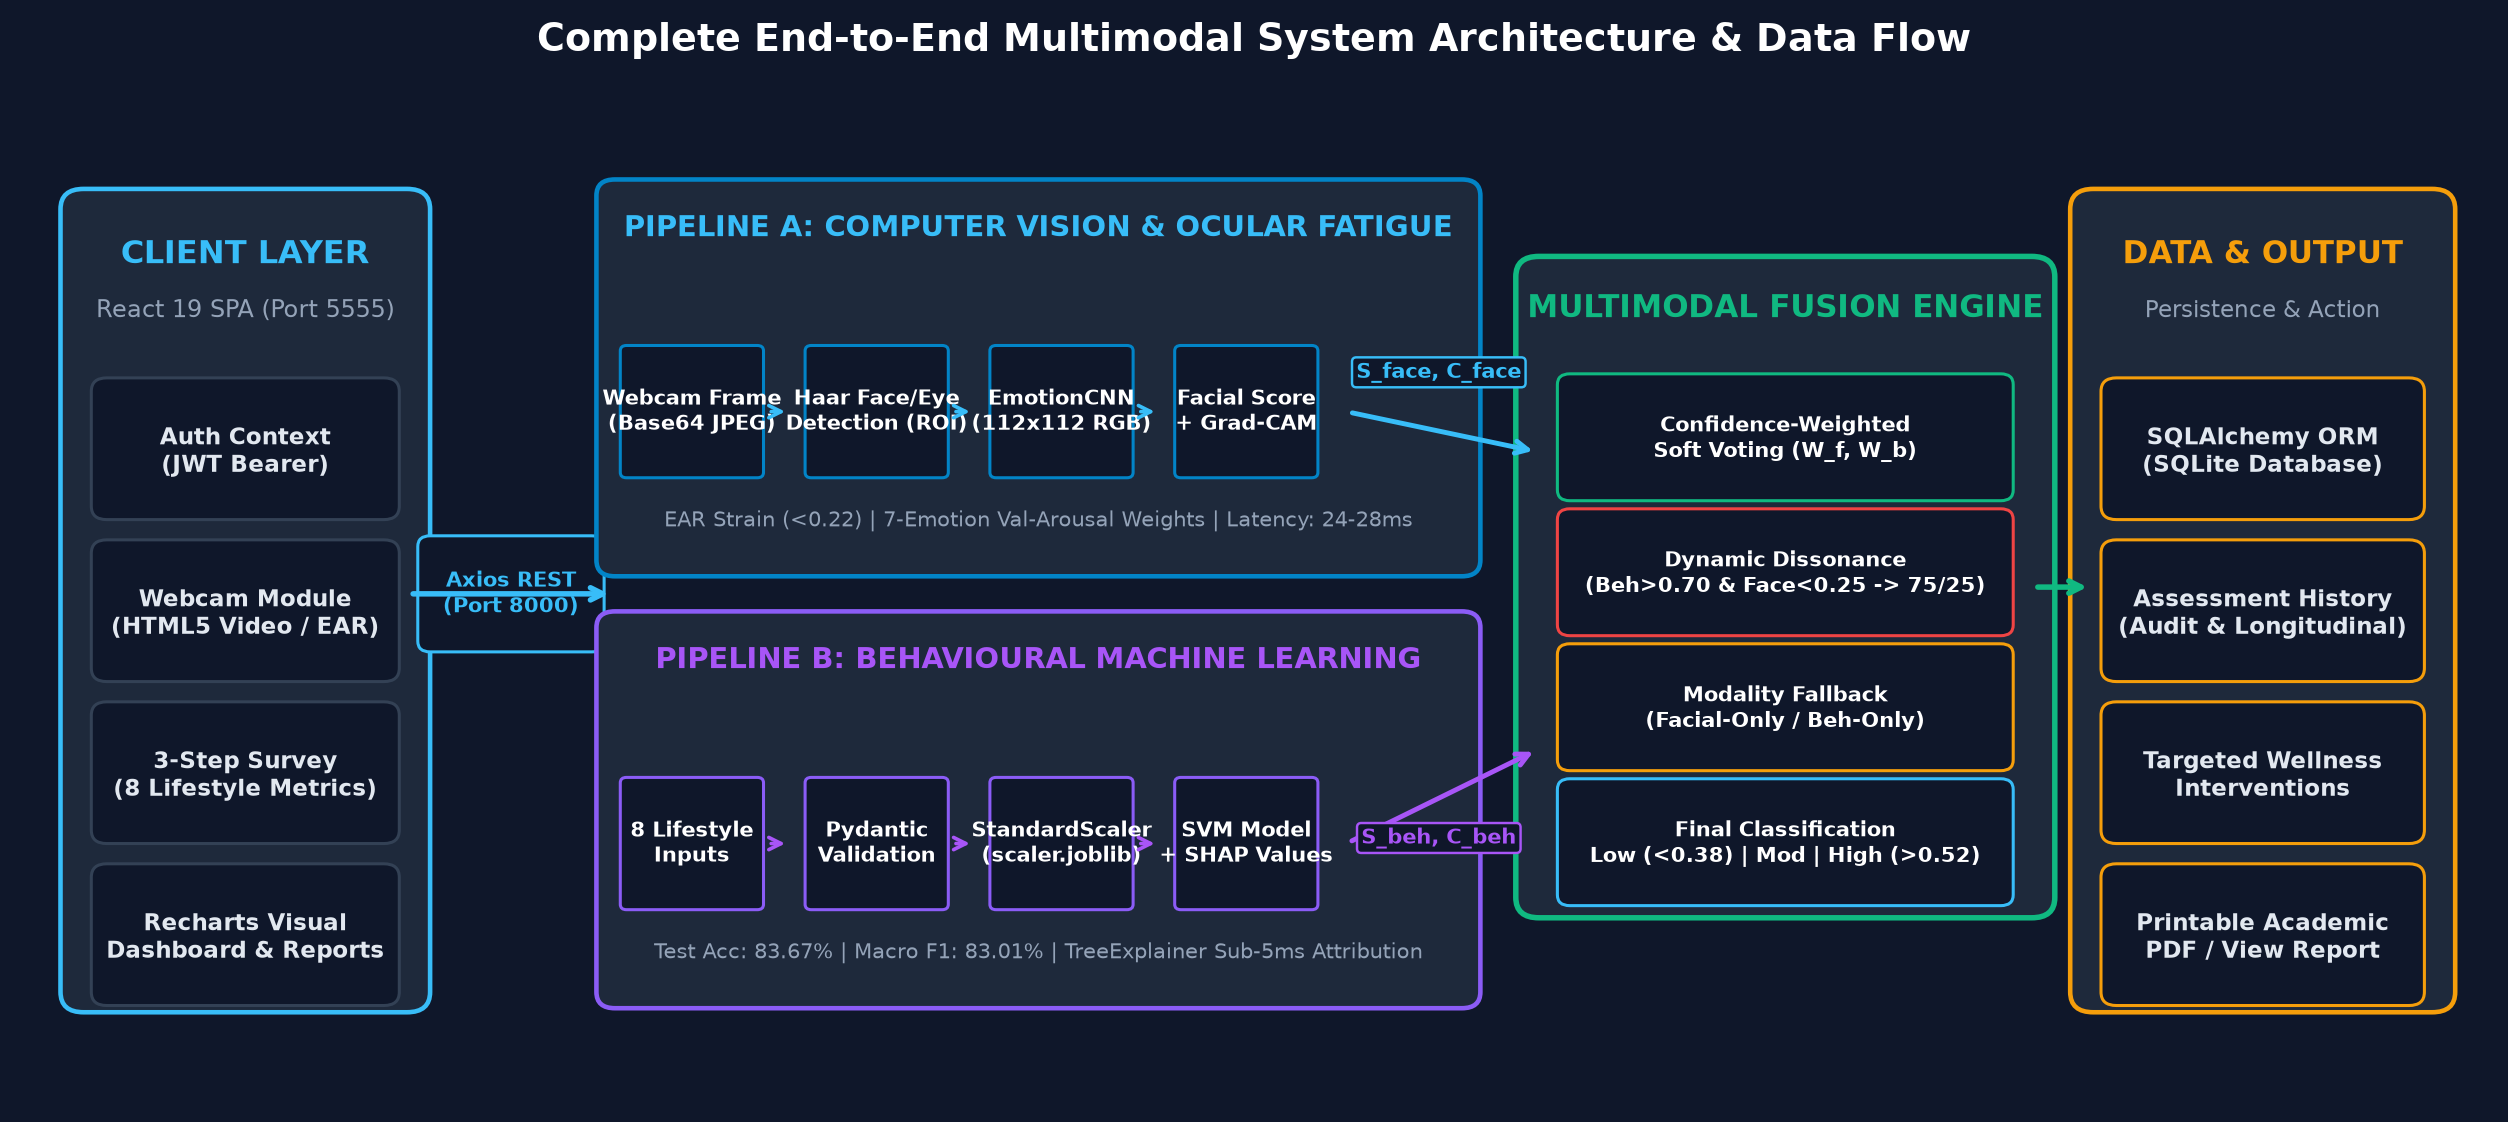 Complete End-to-End Multimodal System Architecture & Data Flow
CLIENT LAYER
React 19 SPA (Port 5555)
Auth Context
(JWT Bearer)
Webcam Module
(HTML5 Video / EAR)
3-Step Survey
(8 Lifestyle Metrics)
Recharts Visual
Dashboard & Reports
Axios REST
(Port 8000)
PIPELINE A: COMPUTER VISION & OCULAR FATIGUE
Webcam Frame
(Base64 JPEG)
Haar Face/Eye
Detection (ROI)
EmotionCNN
(112x112 RGB)
Facial Score
+ Grad-CAM
EAR Strain (<0.22) | 7-Emotion Val-Arousal Weights | Latency: 24-28ms
S_face, C_face
PIPELINE B: BEHAVIOURAL MACHINE LEARNING
8 Lifestyle
Inputs
Pydantic
Validation
StandardScaler
(scaler.joblib)
SVM Model
+ SHAP Values
Test Acc: 83.67% | Macro F1: 83.01% | TreeExplainer Sub-5ms Attribution
S_beh, C_beh
MULTIMODAL FUSION ENGINE
Confidence-Weighted
Soft Voting (W_f, W_b)
Dynamic Dissonance
(Beh>0.70 & Face<0.25 -> 75/25)
Modality Fallback
(Facial-Only / Beh-Only)
Final Classification
Low (<0.38) | Mod | High (>0.52)
DATA & OUTPUT
Persistence & Action
SQLAlchemy ORM
(SQLite Database)
Assessment History
(Audit & Longitudinal)
Targeted Wellness
Interventions
Printable Academic
PDF / View Report